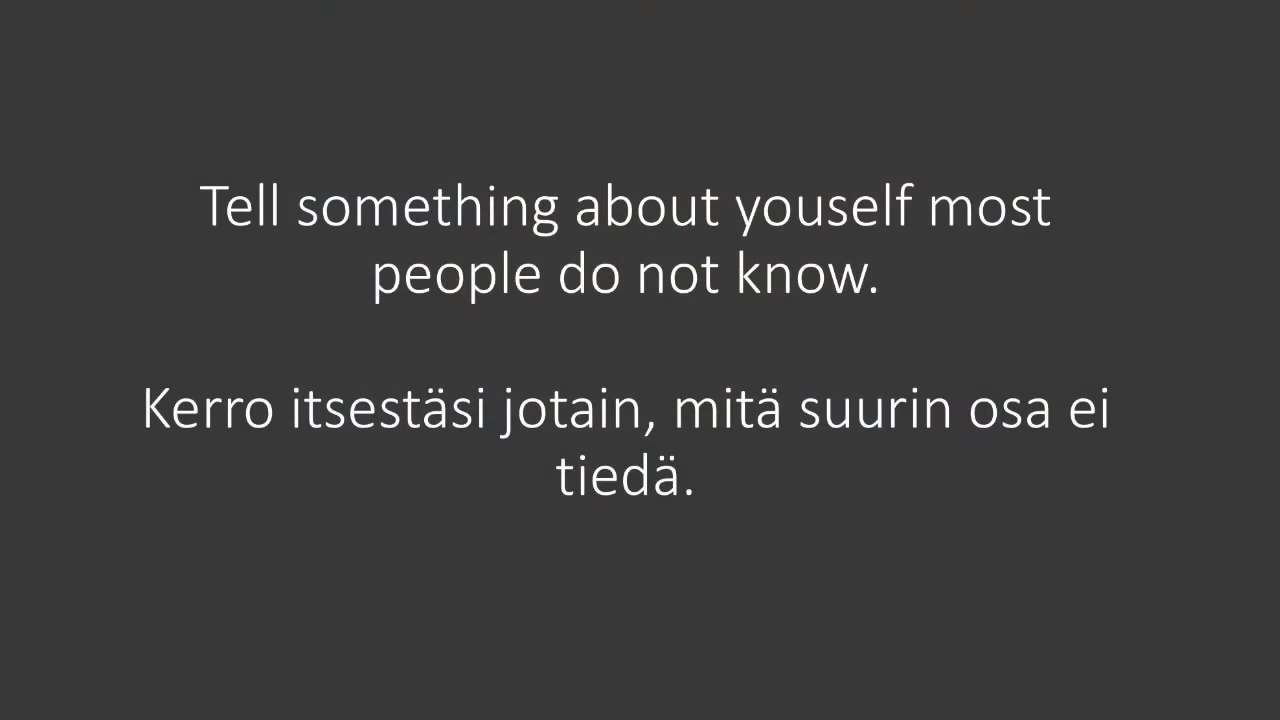 Tell something about youself most
people do not know.
Kerro itsestäsi jotain, mitä suurin osa ei
tiedä.